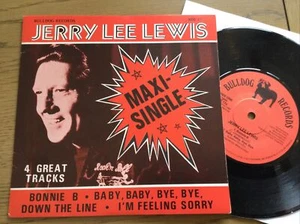 JERRY LEE LEWIS
MAXI-
SINGLE
4 GREAT
TRACKS
BONNIE B • BABY, BABY, BYE, BYE,
DOWN THE LINE • I'M FEELING SORRY
BULLDOG
RECORDS